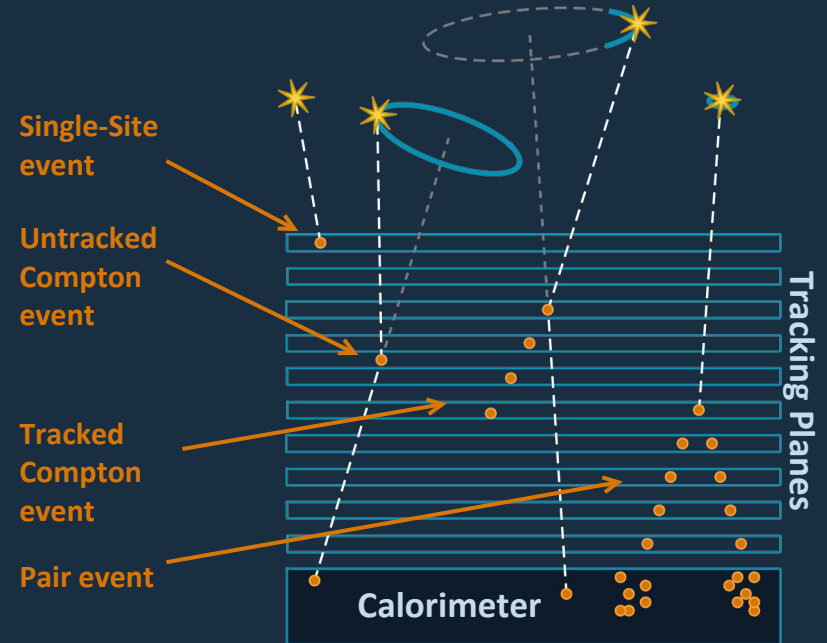 Single-Site
event
Untracked
Compton
event
Tracked
Compton
event
Pair event
Tracking Planes
Calorimeter